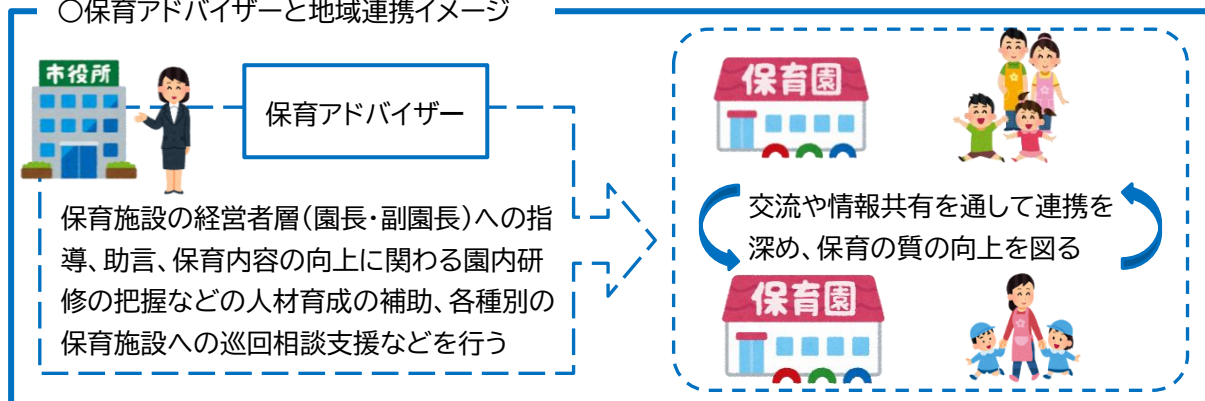 ○保育アドバイザーと地域連携イメージ
市役所
保育アドバイザー
保育施設の経営者層(園長・副園長)への指
導、助言、保育内容の向上に関わる園内研
修の把握などの人材育成の補助、各種別の
保育施設への巡回相談支援などを行う
保育園
交流や情報共有を通して連携を
深め、保育の質の向上を図る
保育園